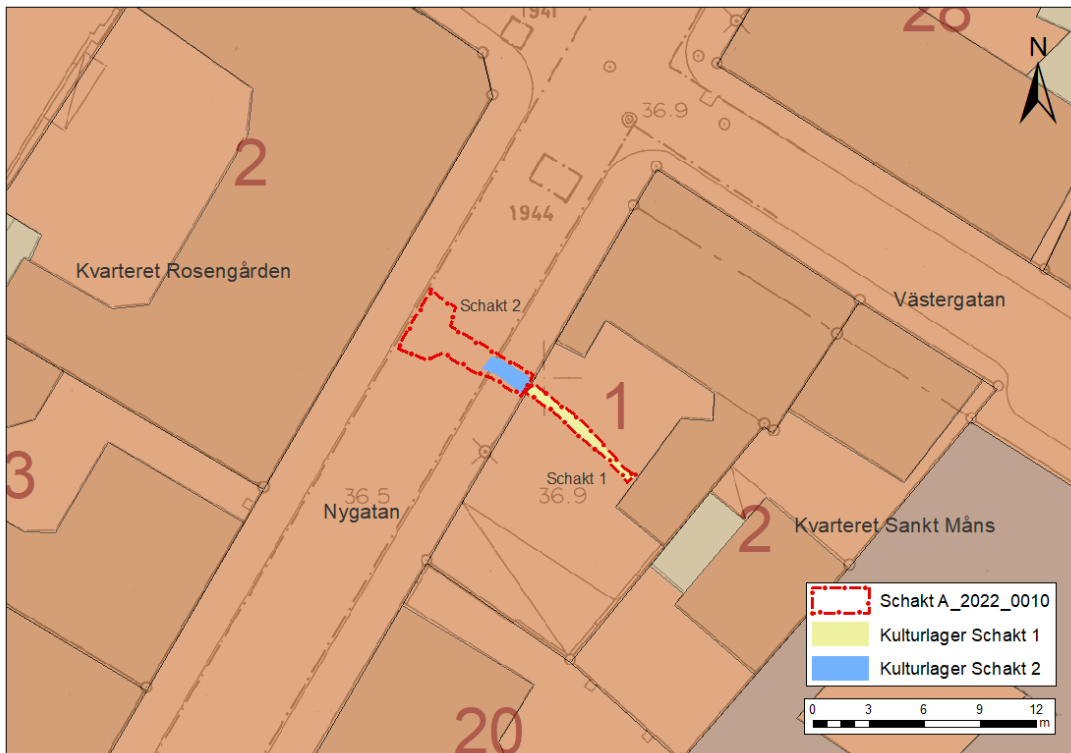 1941
28
N
36.9
2
1944
Kvarteret Rosengården
Schakt 2
Västergatan
1
3
Schakt 1
36.5
36.9
Nygatan
2
Kvarteret Sankt Måns
20
Schakt A_2022_0010
Kulturlager Schakt 1
Kulturlager Schakt 2
0 3 6 9 12
m